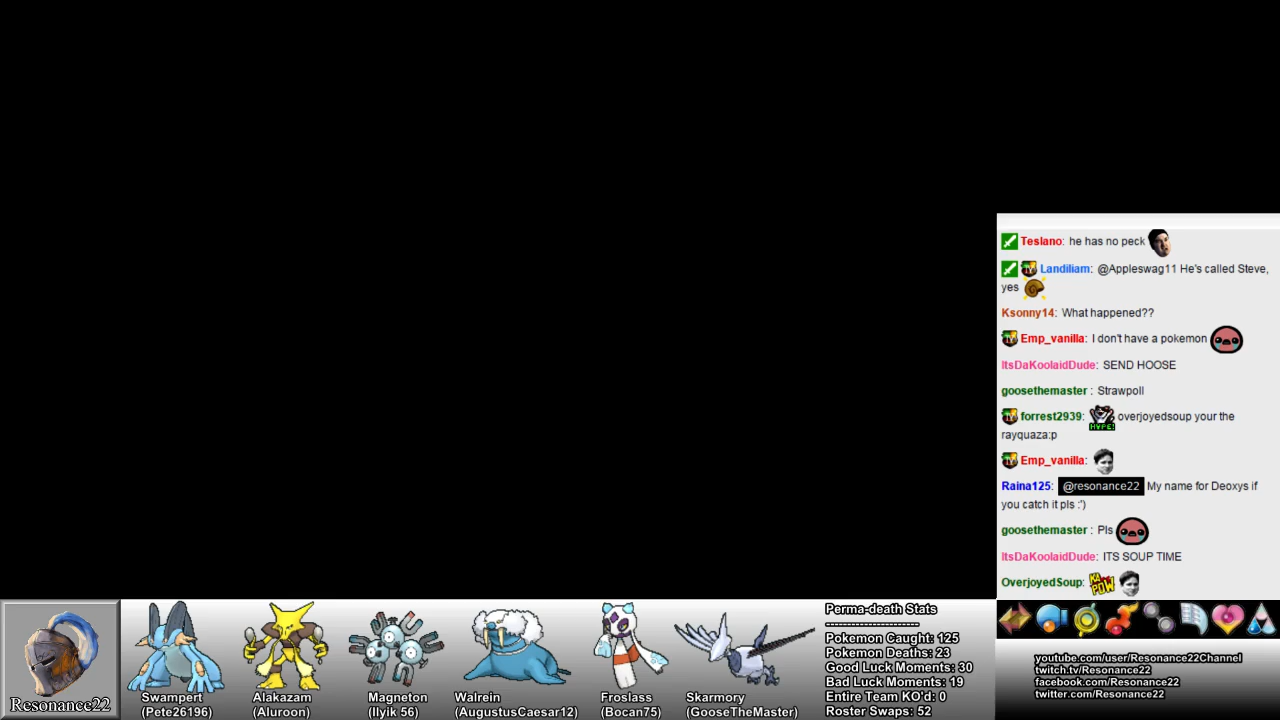 Teslano: he has no peck
Landiliam: @Appleswag11 He's called Steve,
yes
Ksonny14: What happened??
Emp_vanilla: I don't have a pokemon
ItsDaKoolaidDude: SEND HOOSE
goosethemaster : Strawpoll
forrest2939: HYPE! overjoyedsoup your the
rayquaza:p
Emp_vanilla:
Raina125: @resonance22 My name for Deoxys if
you catch it pls :')
goosethemaster : Pls
ItsDaKoolaidDude: ITS SOUP TIME
OverjoyedSoup: KAPOW
Resonance22
Swampert
(Pete26196)
Alakazam
(Aluroon)
Magneton
(Ilyik 56)
Walrein
(AugustusCaesar12)
Froslass
(Bocan75)
Skarmory
(GooseTheMaster)
Perma-death Stats
----------------------
Pokemon Caught: 125
Pokemon Deaths: 23
Good Luck Moments: 30
Bad Luck Moments: 19
Entire Team KO'd: 0
Roster Swaps: 52
youtube.com/user/Resonance22Channel
twitch.tv/Resonance22
facebook.com/Resonance22
twitter.com/Resonance22